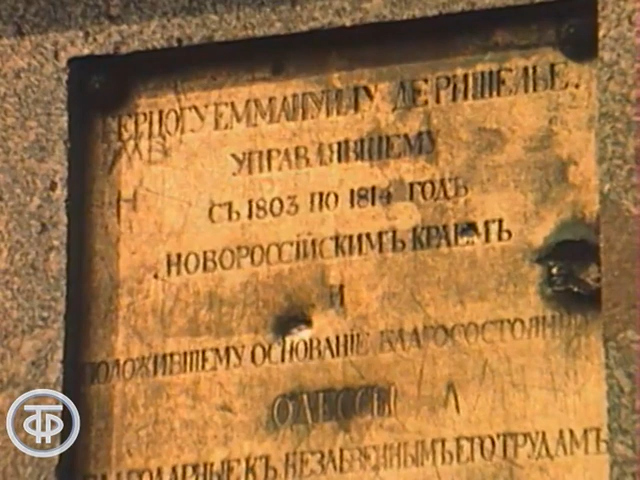 ГЕРЦОГУ ЕММАНУИЛУ ДЕ РИШЕЛЬЕ.
УПРАВЛЯВШЕМУ
СЪ 1803 ПО 1814 ГОДЪ
НОВОРОССІЙСКИМЪ КРАЕМЪ
И
ПОЛОЖИВШЕМУ ОСНОВАНІЕ БЛАГОСОСТОЯНІЮ
ОДЕССЫ
БЛАГОДАРНЫЕ КЪ НЕЗАБВЕННЫМЪ ЕГО ТРУДАМЪ